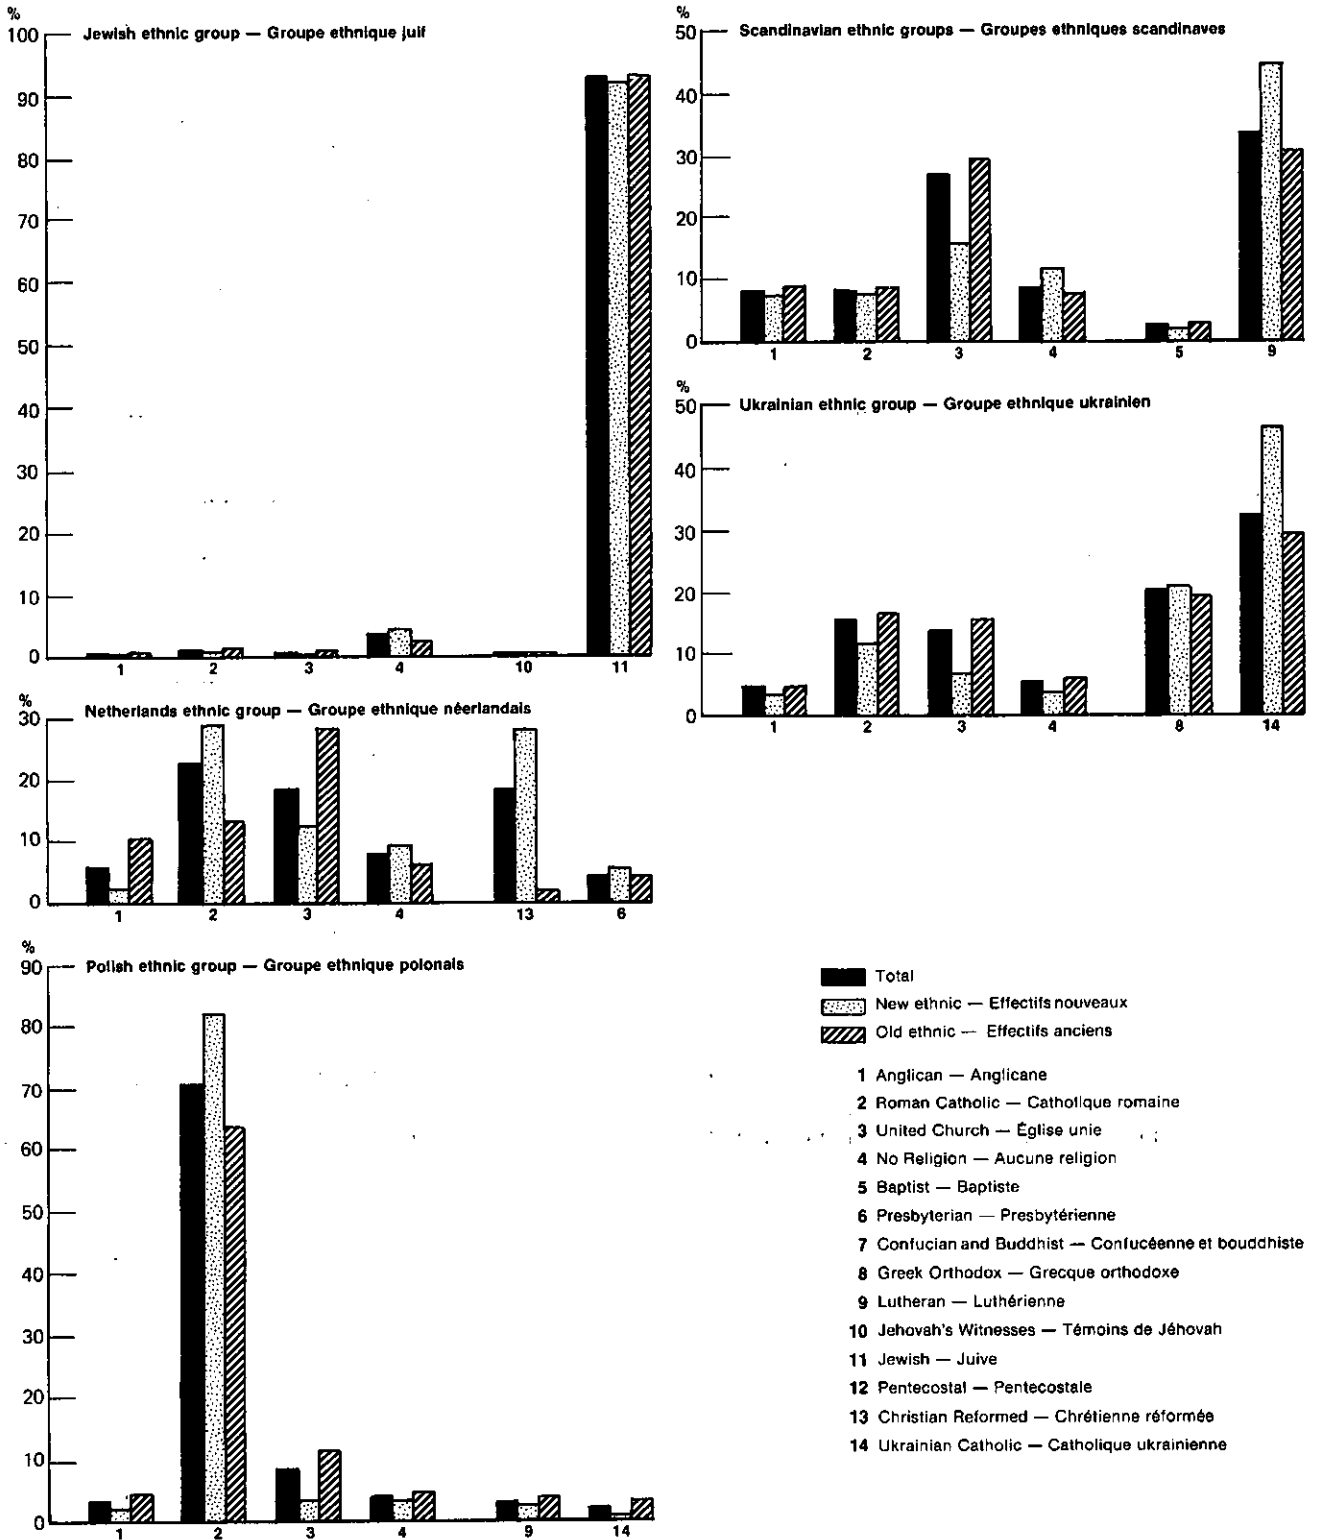 %
Jewish ethnic group — Groupe ethnique juif
100
90
80
70
60
50
40
30
20
10
0
1 2 3 4 10 11
%
Scandinavian ethnic groups — Groupes ethniques scandinaves
50
40
30
20
10
0
1 2 3 4 5 9
%
Ukrainian ethnic group — Groupe ethnique ukrainien
50
40
30
20
10
0
1 2 3 4 8 14
%
Netherlands ethnic group — Groupe ethnique néerlandais
30
20
10
0
1 2 3 4 13 6
%
Polish ethnic group — Groupe ethnique polonais
90
80
70
60
50
40
30
20
10
0
1 2 3 4 9 14
Total
New ethnic — Effectifs nouveaux
Old ethnic — Effectifs anciens
1 Anglican — Anglicane
2 Roman Catholic — Catholique romaine
3 United Church — Église unie
4 No Religion — Aucune religion
5 Baptist — Baptiste
6 Presbyterian — Presbytérienne
7 Confucian and Buddhist — Confucéenne et bouddhiste
8 Greek Orthodox — Grecque orthodoxe
9 Lutheran — Luthérienne
10 Jehovah's Witnesses — Témoins de Jéhovah
11 Jewish — Juive
12 Pentecostal — Pentecostale
13 Christian Reformed — Chrétienne réformée
14 Ukrainian Catholic — Catholique ukrainienne